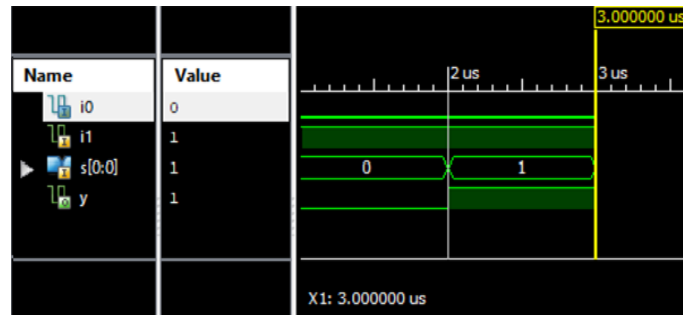 3.000000 us
Name Value
2 us 3 us
i0 0
i1 1
s[0:0] 1 0 1
y 1
X1: 3.000000 us